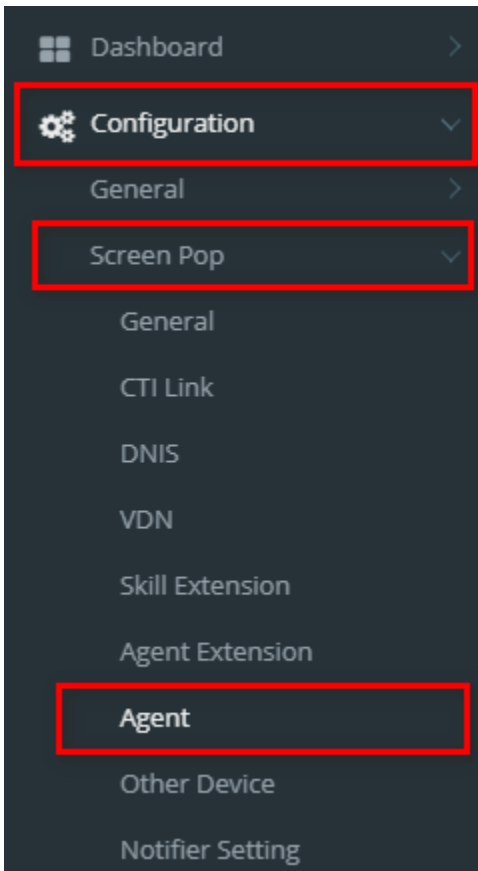 Dashboard
Configuration
General
Screen Pop
General
CTI Link
DNIS
VDN
Skill Extension
Agent Extension
Agent
Other Device
Notifier Setting